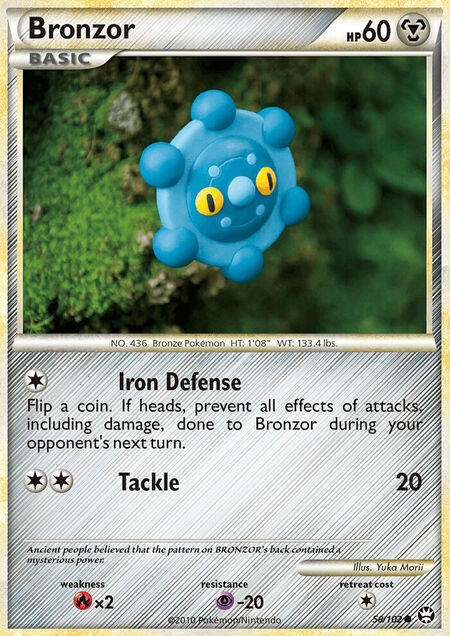 Bronzor HP60
BASIC
NO. 436 Bronze Pokémon HT: 1'08" WT: 133.4 lbs.
Iron Defense
Flip a coin. If heads, prevent all effects of attacks,
including damage, done to Bronzor during your
opponent's next turn.
Tackle 20
Ancient people believed that the pattern on BRONZOR's back contained a
mysterious power.
Illus. Yuka Morii
weakness resistance retreat cost
×2 -20
©2010 Pokémon/Nintendo 58/102